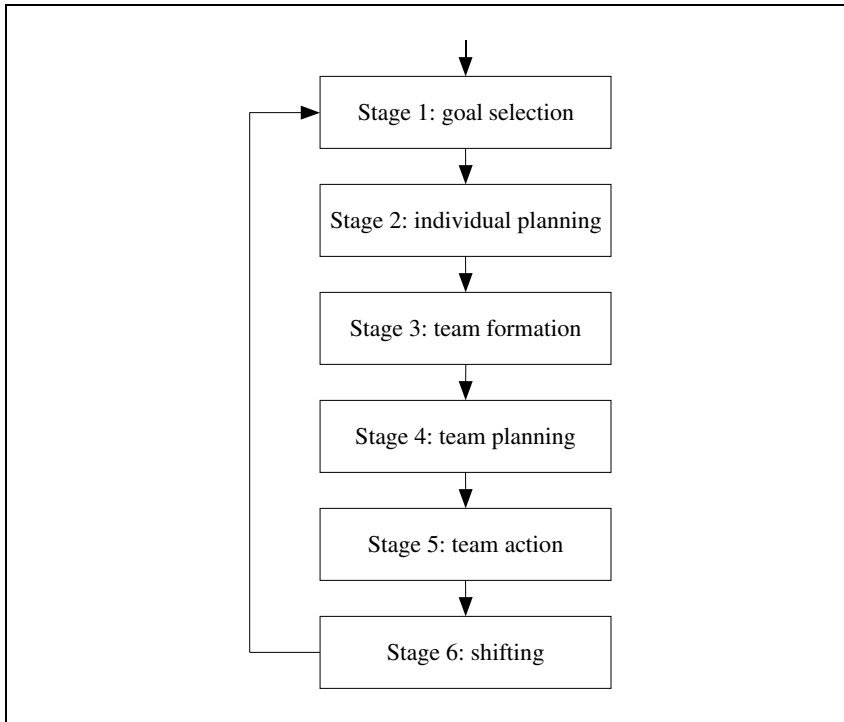 Stage 1: goal selection
Stage 2: individual planning
Stage 3: team formation
Stage 4: team planning
Stage 5: team action
Stage 6: shifting